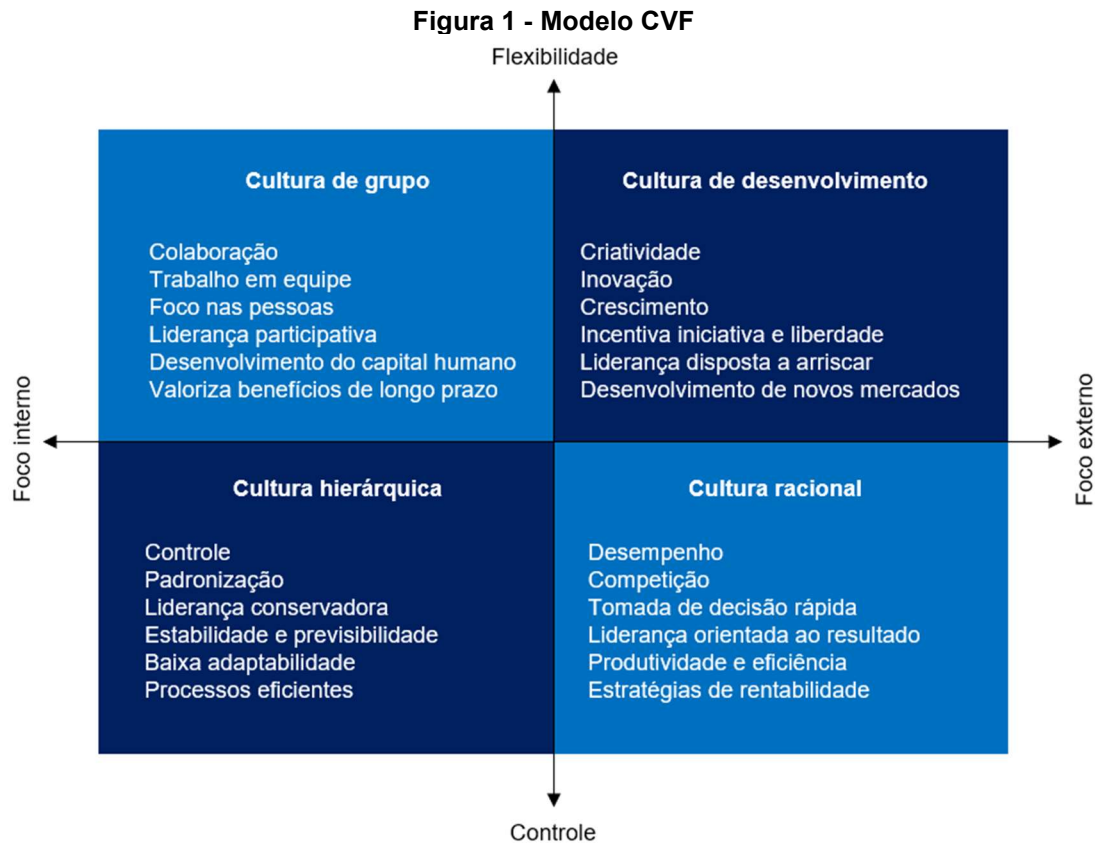 Figura 1 - Modelo CVF
Flexibilidade
Cultura de grupo
Colaboração
Trabalho em equipe
Foco nas pessoas
Liderança participativa
Desenvolvimento do capital humano
Valoriza benefícios de longo prazo
Cultura de desenvolvimento
Criatividade
Inovação
Crescimento
Incentiva iniciativa e liberdade
Liderança disposta a arriscar
Desenvolvimento de novos mercados
Foco interno
Foco externo
Cultura hierárquica
Controle
Padronização
Liderança conservadora
Estabilidade e previsibilidade
Baixa adaptabilidade
Processos eficientes
Cultura racional
Desempenho
Competição
Tomada de decisão rápida
Liderança orientada ao resultado
Produtividade e eficiência
Estratégias de rentabilidade
Controle